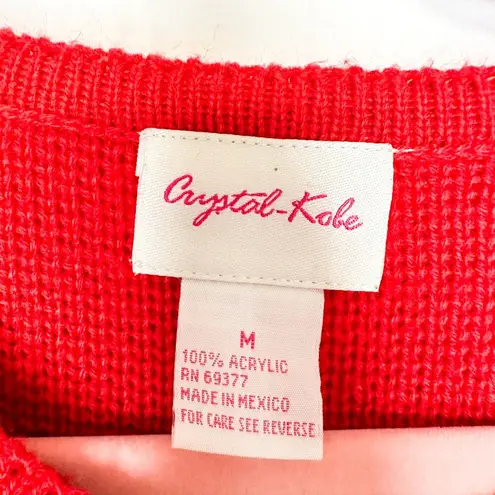 Crystal-Kobe
M
100% ACRYLIC
RN 69377
MADE IN MEXICO
FOR CARE SEE REVERSE